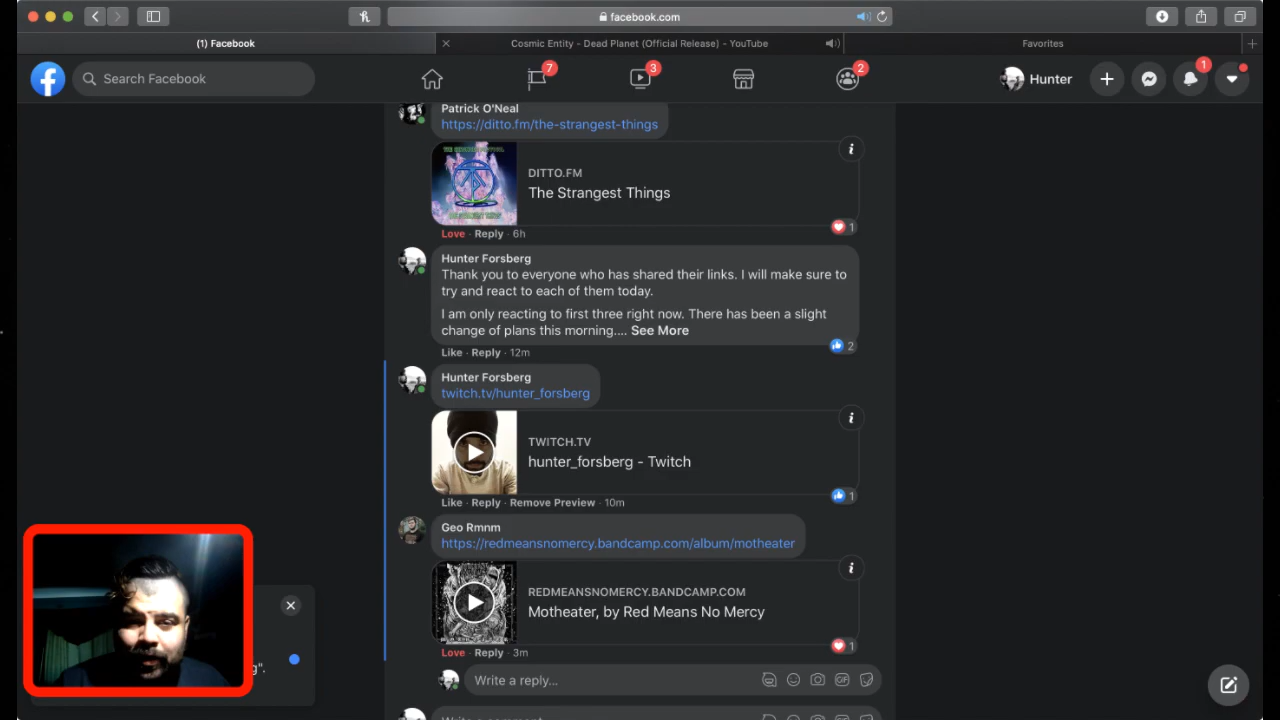 facebook.com
(1) Facebook
Cosmic Entity - Dead Planet (Official Release} - YouTube
Favorites
Search Facebook
7
3
2
Hunter
1
Patrick O'Neal
https://ditto.fm/the-strangest-things
DITTO.FM
The Strangest Things
1
Love · Reply · 6h
Hunter Forsberg
Thank you to everyone who has shared their links. I will make sure to
try and react to each of them today.
I am only reacting to first three right now. There has been a slight
change of plans this morning.... See More
2
Like · Reply · 12m
Hunter Forsberg
twitch.tv/hunter_forsberg
TWITCH.TV
hunter_forsberg - Twitch
1
Like · Reply · Remove Preview · 10m
Geo Rmnm
https://redmeansnomercy.bandcamp.com/album/motheater
REDMEANSNOMERCY.BANDCAMP.COM
Motheater, by Red Means No Mercy
1
Love · Reply · 3m
g".
Write a reply...
GIF
Write a comment...